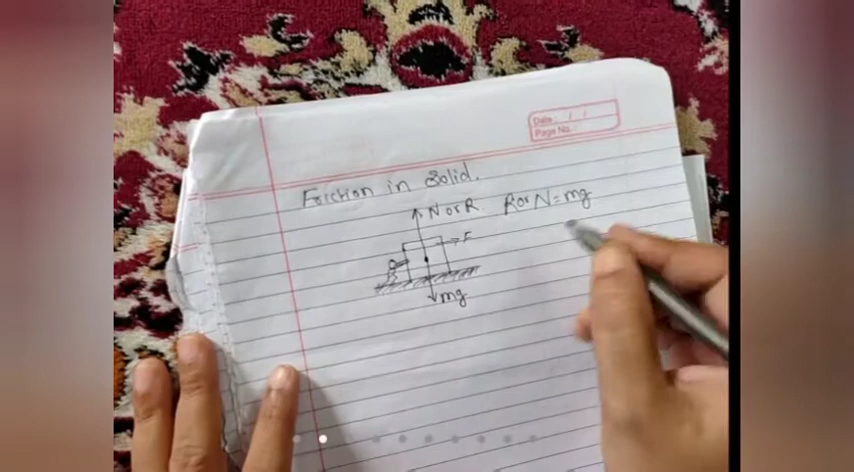 Date: / /
Page No.:
Friction in Solid.
N or R
R or N = mg
F
mg